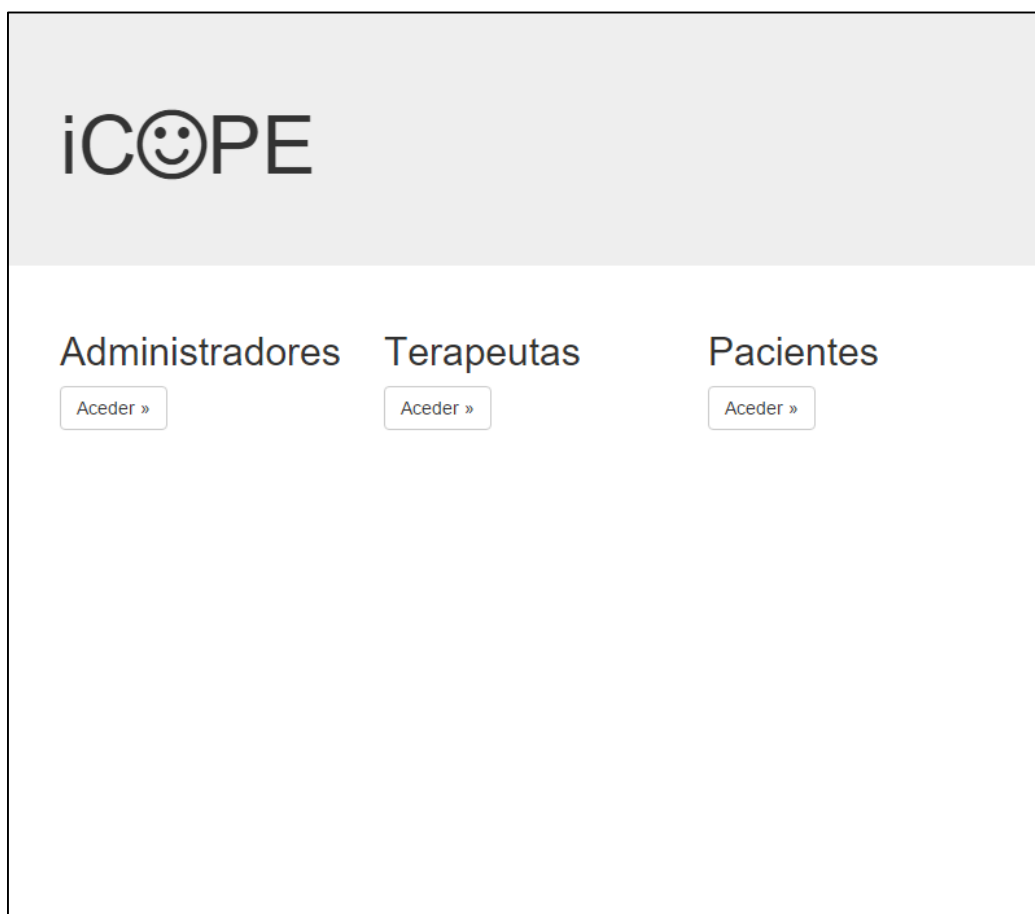 iC☺PE
Administradores
Aceder »
Terapeutas
Aceder »
Pacientes
Aceder »